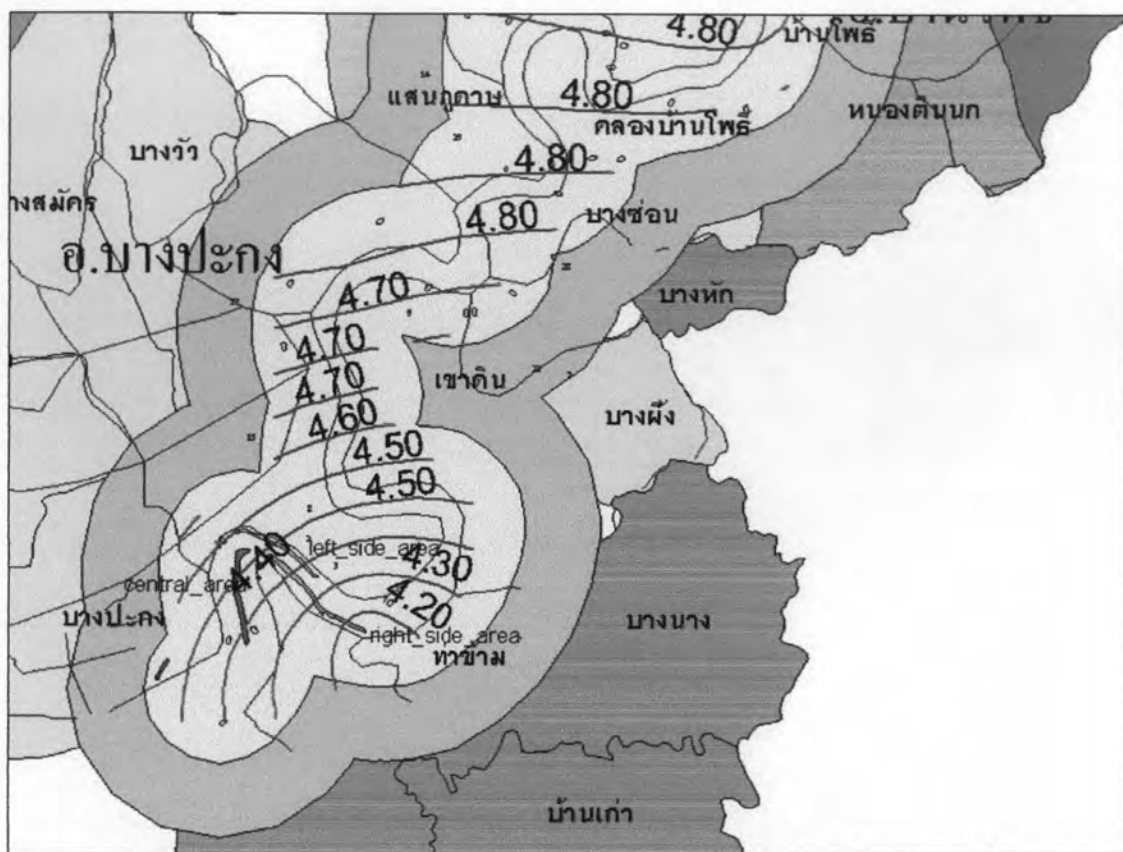 4.80
บ้านโพธิ์
แสนภูดาษ
4.80
คลองบ้านโพธิ์
หนองตีนนก
บางวัว
4.80
างสมัคร
4.80
บางซ่อน
อ.บางปะกง
4.70
บางหัก
4.70
เขาดิน
4.70
4.60
บางผึ้ง
4.50
4.50
left_side_area
4.30
central_area
4.20
บางปะกง
right_side_area
บางนาง
ทาข้าม
บ้านเก่า